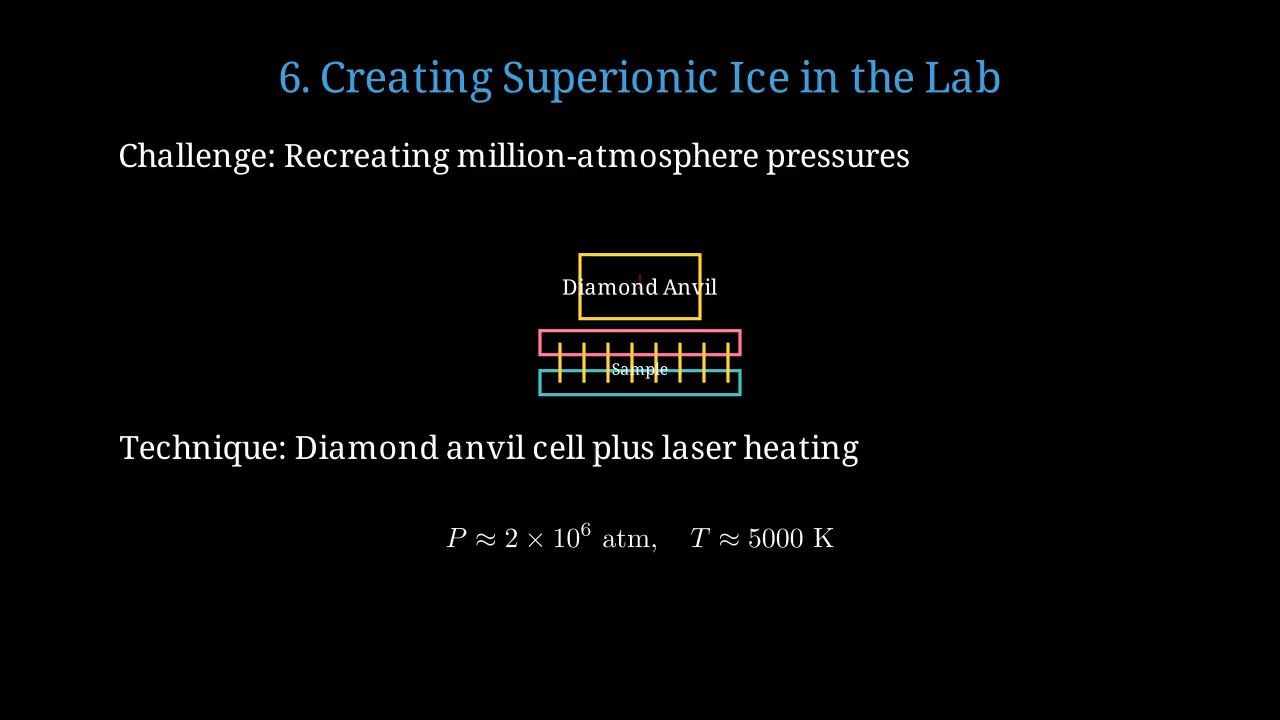 6. Creating Superionic Ice in the Lab
Challenge: Recreating million-atmosphere pressures
Diamond Anvil
Sample
Technique: Diamond anvil cell plus laser heating
P ≈ 2 × 10⁶ atm, T ≈ 5000 K